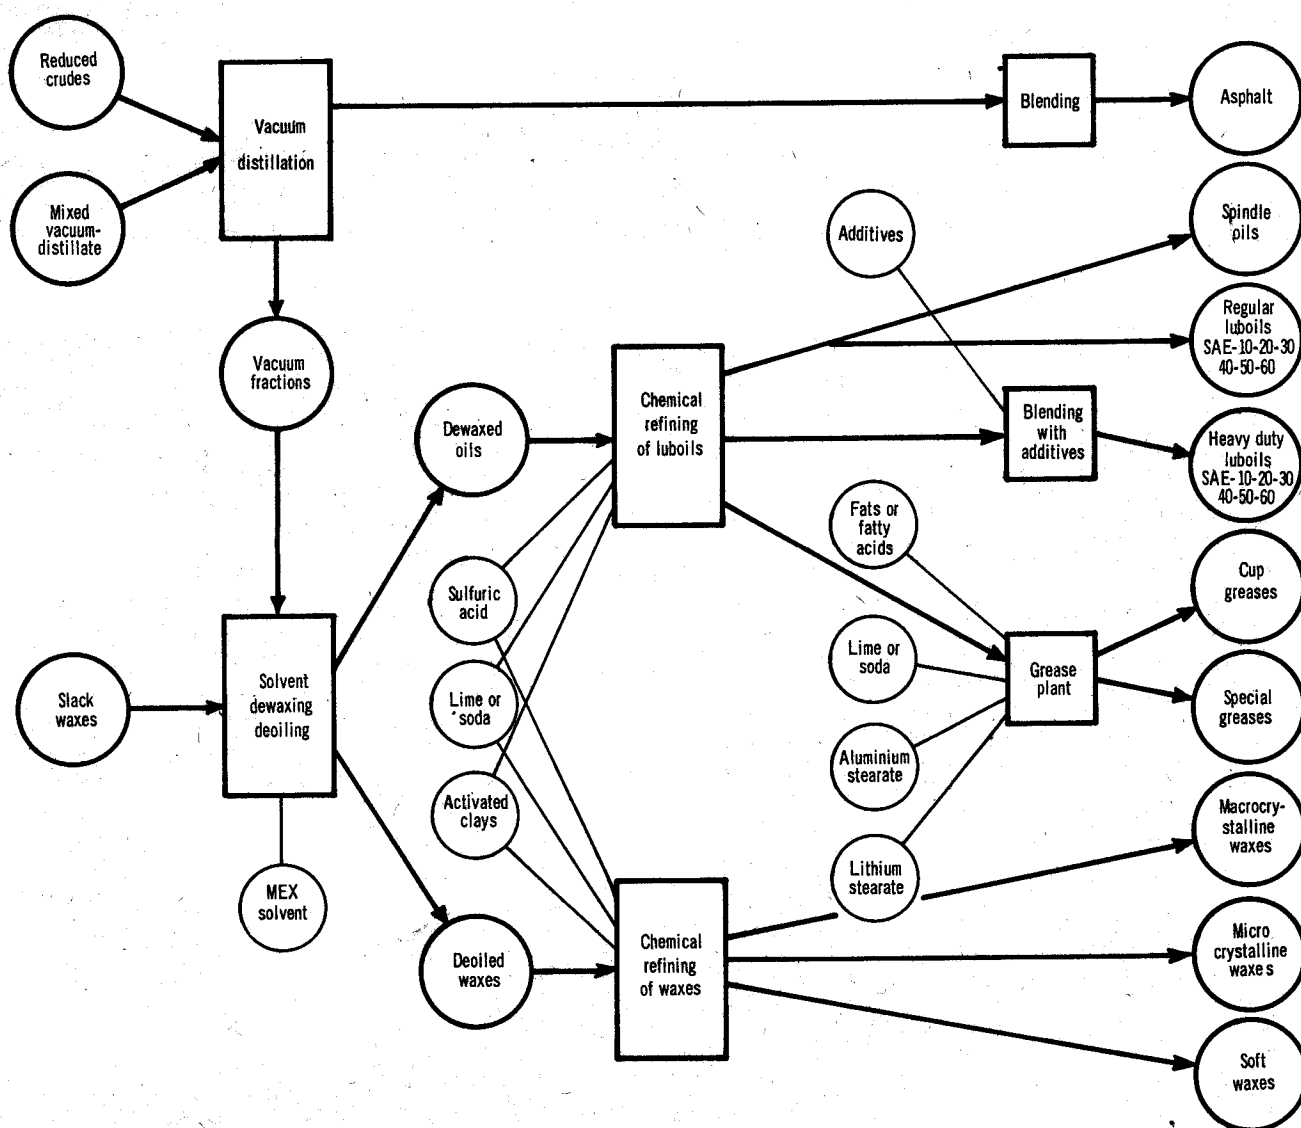 Reduced
crudes
Vacuum
distillation
Blending
Asphalt
Mixed
vacuum-
distillate
Additives
Spindle
pils
Regular
luboils
SAE-10-20-30
40-50-60
Vacuum
fractions
Chemical
refining
of luboils
Dewaxed
oils
Blending
with
additives
Heavy duty
luboils
SAE-10-20-30
40-50-60
Fats or
fatty
acids
Sulfuric
acid
Cup
greases
Slack
waxes
Solvent
dewaxing
deoiling
Lime or
soda
Lime or
soda
Grease
plant
Special
greases
Aluminium
stearate
Activated
clays
Macrocry-
stalline
waxes
MEX
solvent
Lithium
stearate
Deoiled
waxes
Chemical
refining
of waxes
Micro
crystalline
waxes
Soft
waxes